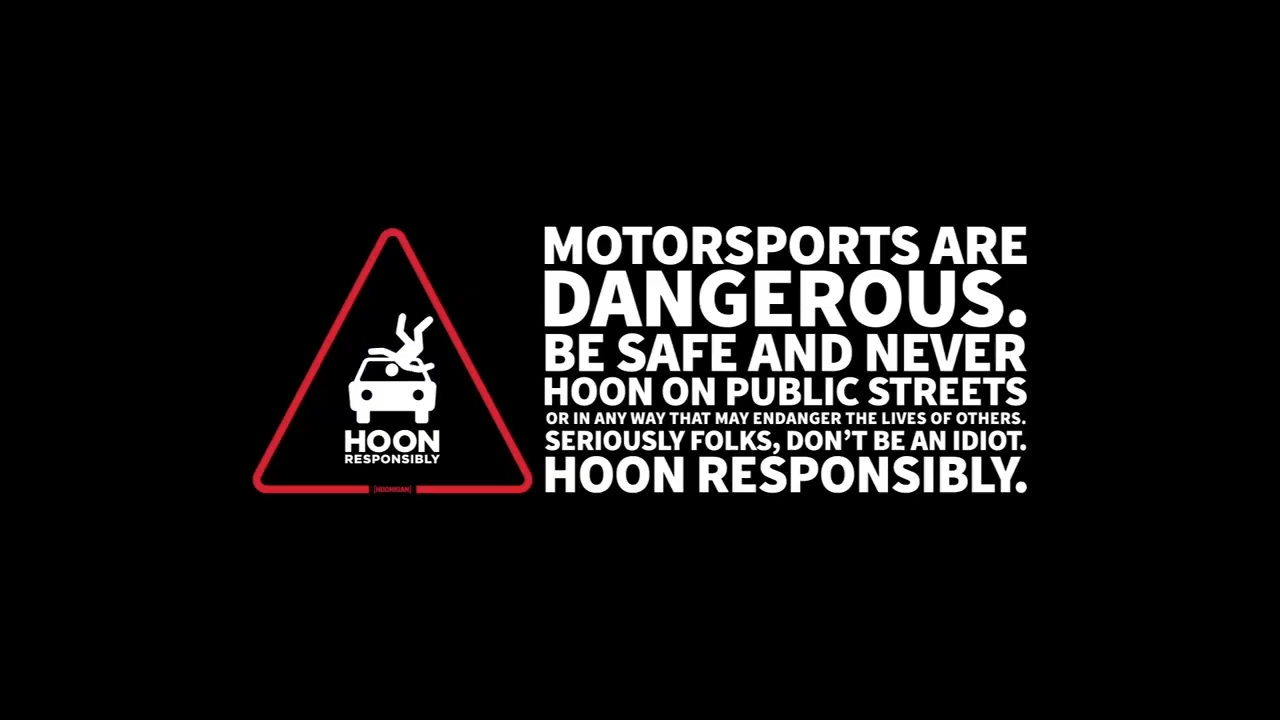 HOON
RESPONSIBLY
[HOONIGAN]
MOTORSPORTS ARE
DANGEROUS.
BE SAFE AND NEVER
HOON ON PUBLIC STREETS
OR IN ANY WAY THAT MAY ENDANGER THE LIVES OF OTHERS.
SERIOUSLY FOLKS, DON'T BE AN IDIOT.
HOON RESPONSIBLY.